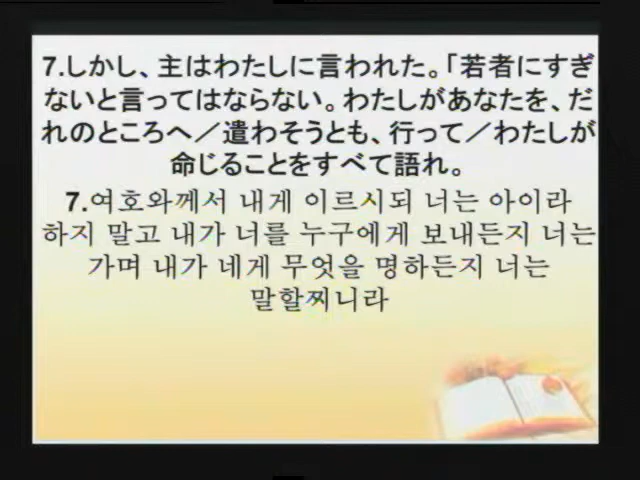 7.しかし、主はわたしに言われた。「若者にすぎ
ないと言ってはならない。わたしがあなたを、だ
れのところへ／遣わそうとも、行って／わたしが
命じることをすべて語れ。
7.여호와께서 내게 이르시되 너는 아이라
하지 말고 내가 너를 누구에게 보내든지 너는
가며 내가 네게 무엇을 명하든지 너는
말할찌니라